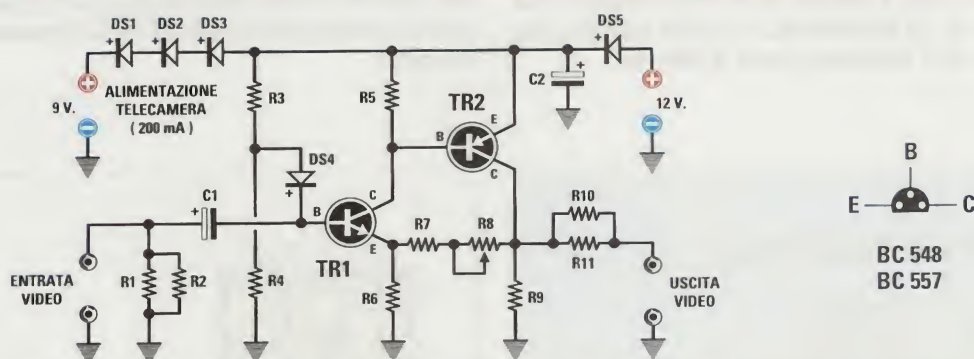 DS1 DS2 DS3
DS5
+ + +
+
+
9 V.
ALIMENTAZIONE
TELECAMERA
( 200 mA )
R3
R5
TR2
C2
+
12 V.
E
B
C
DS4
+
C1
+
B
C
E
TR1
R7
R8
R10
R11
ENTRATA
VIDEO
R1
R2
R4
R6
R9
USCITA
VIDEO
B
E
C
BC 548
BC 557